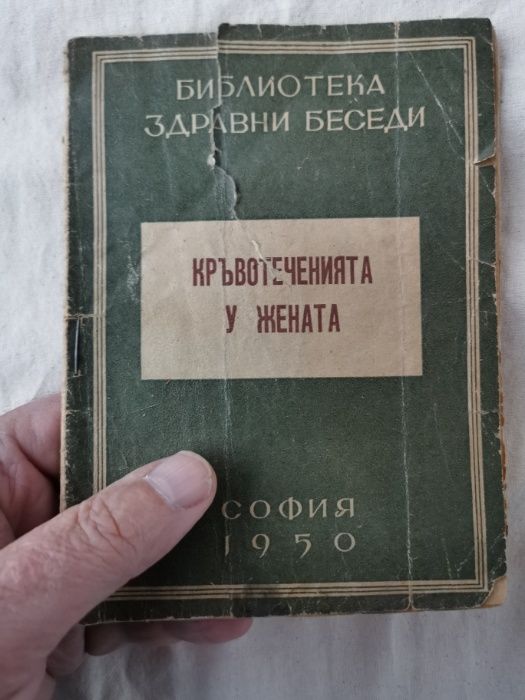 БИБЛИОТЕКА
ЗДРАВНИ БЕСЕДИ
КРЪВОТЕЧЕНИЯТА
У ЖЕНАТА
СОФИЯ
1950